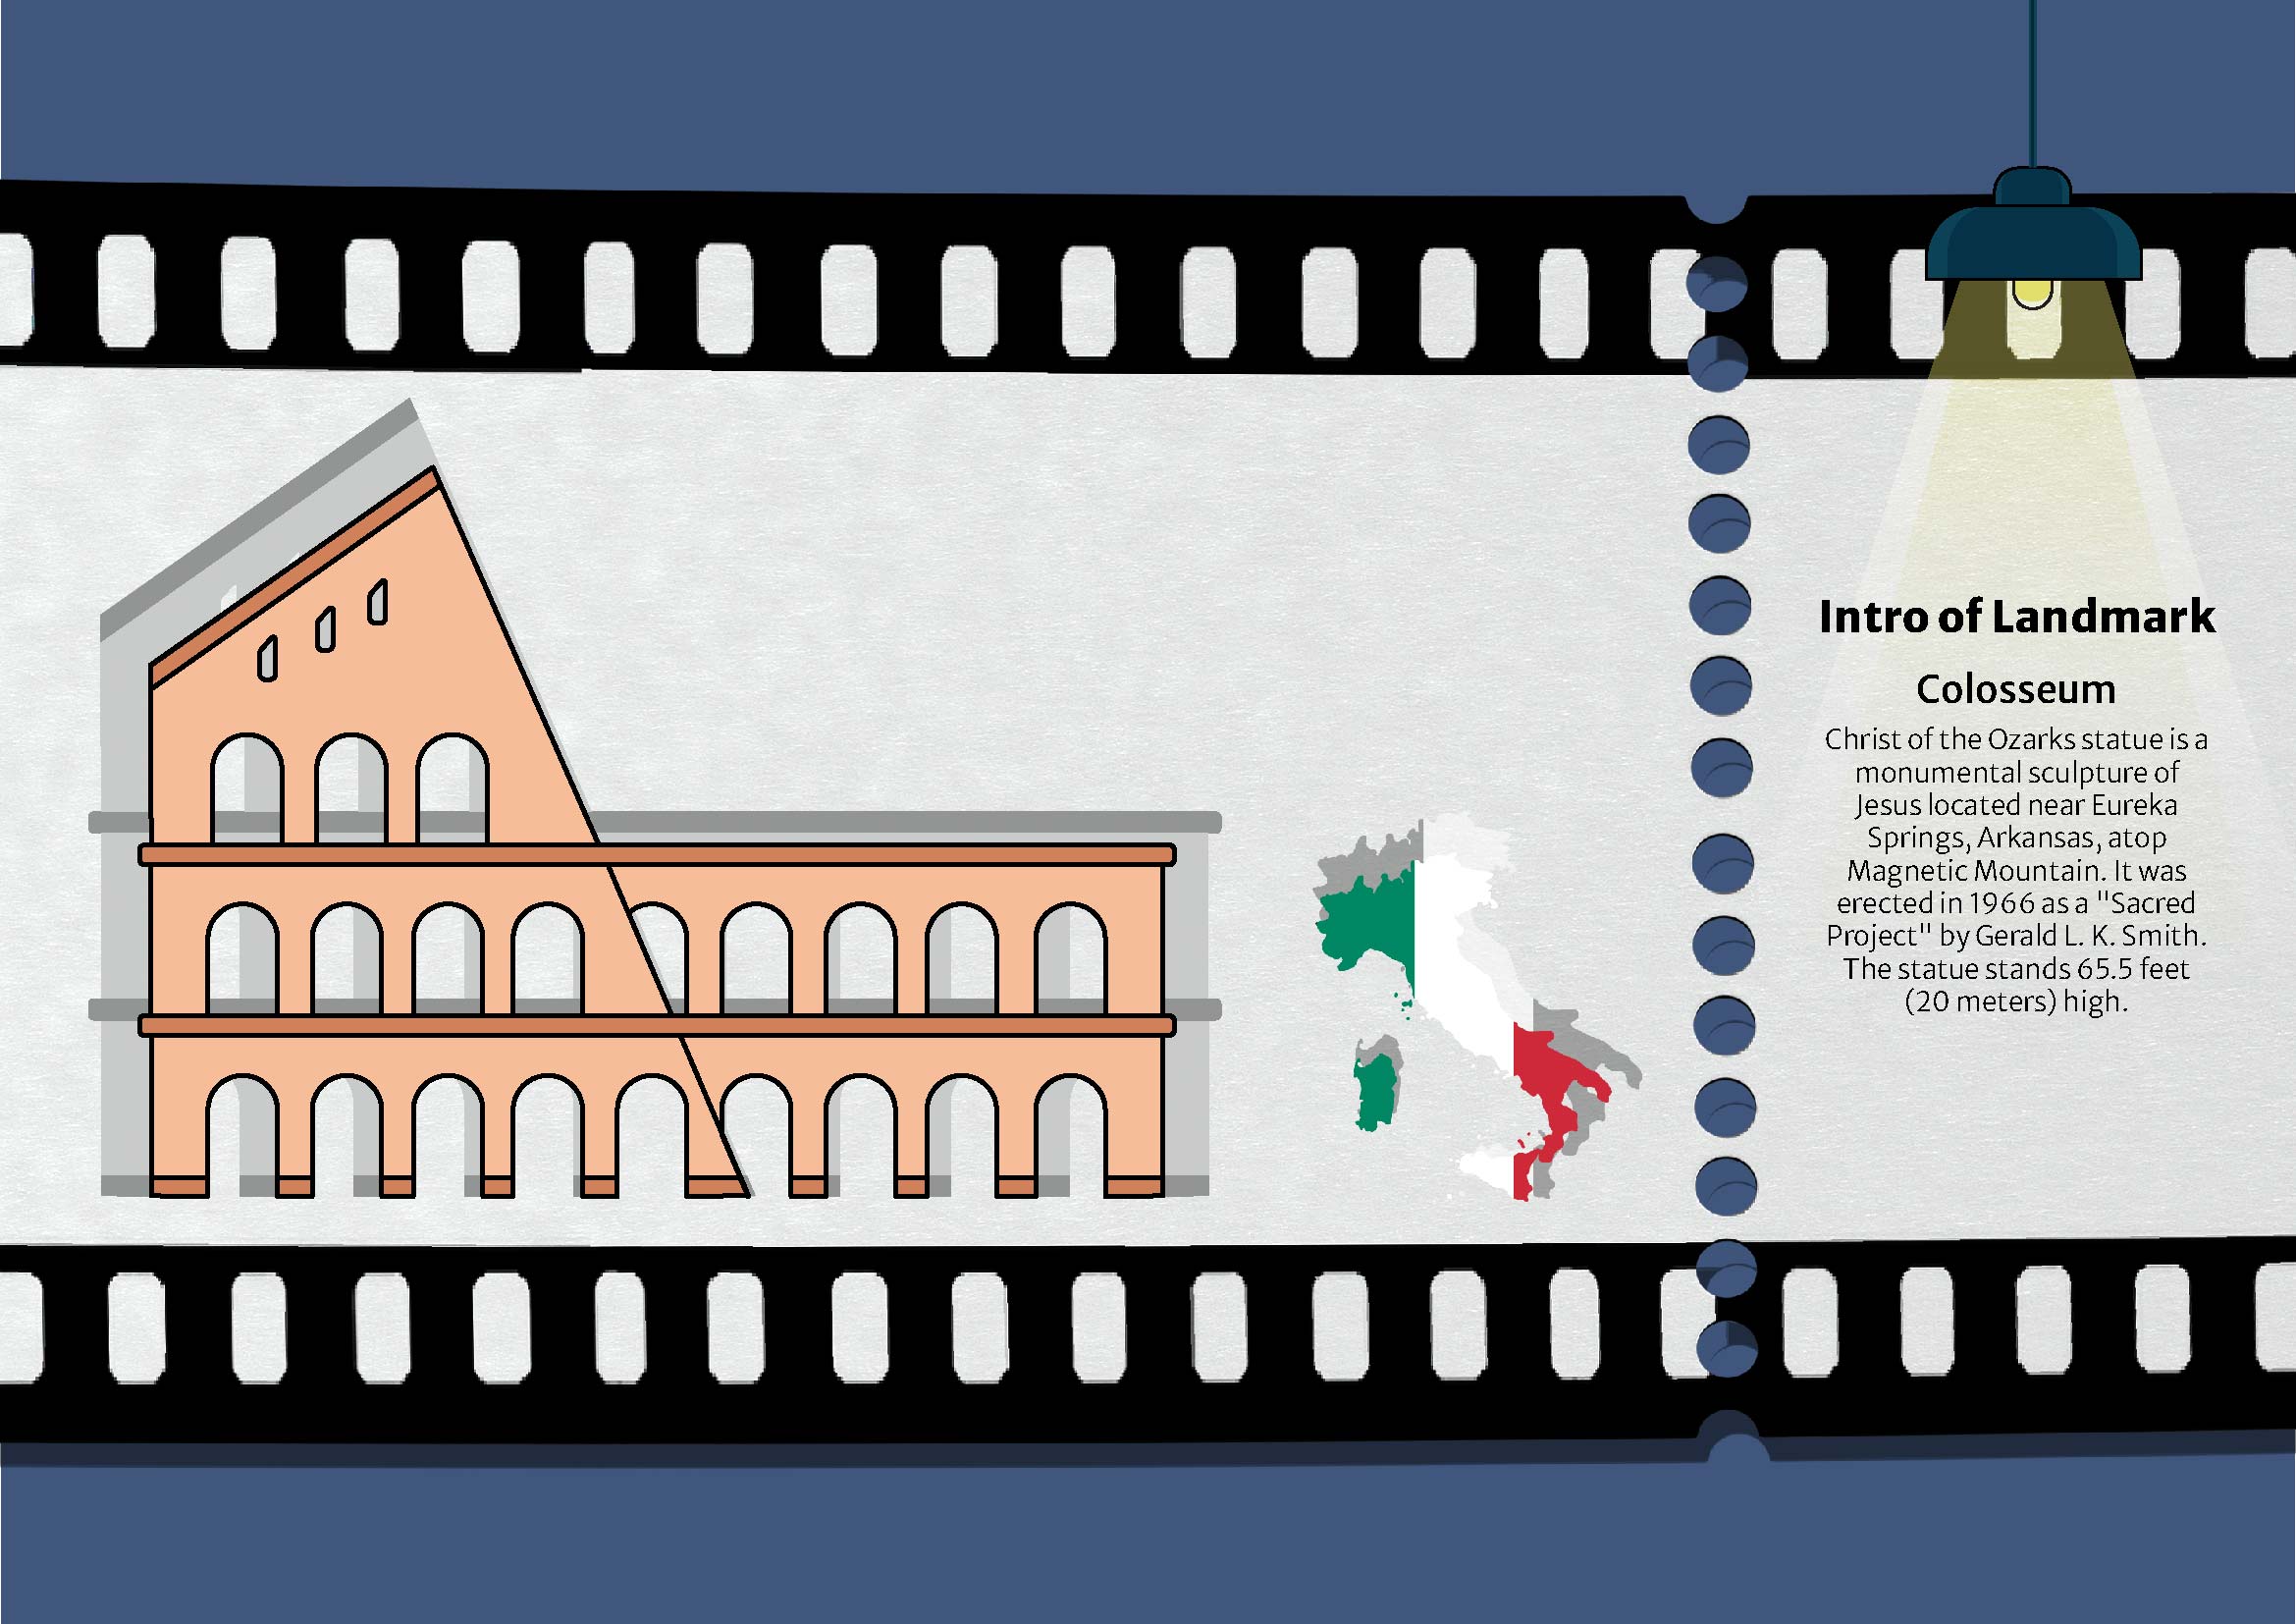 Intro of Landmark
Colosseum
Christ of the Ozarks statue is a
monumental sculpture of
Jesus located near Eureka
Springs, Arkansas, atop
Magnetic Mountain. It was
erected in 1966 as a "Sacred
Project" by Gerald L. K. Smith.
The statue stands 65.5 feet
(20 meters) high.